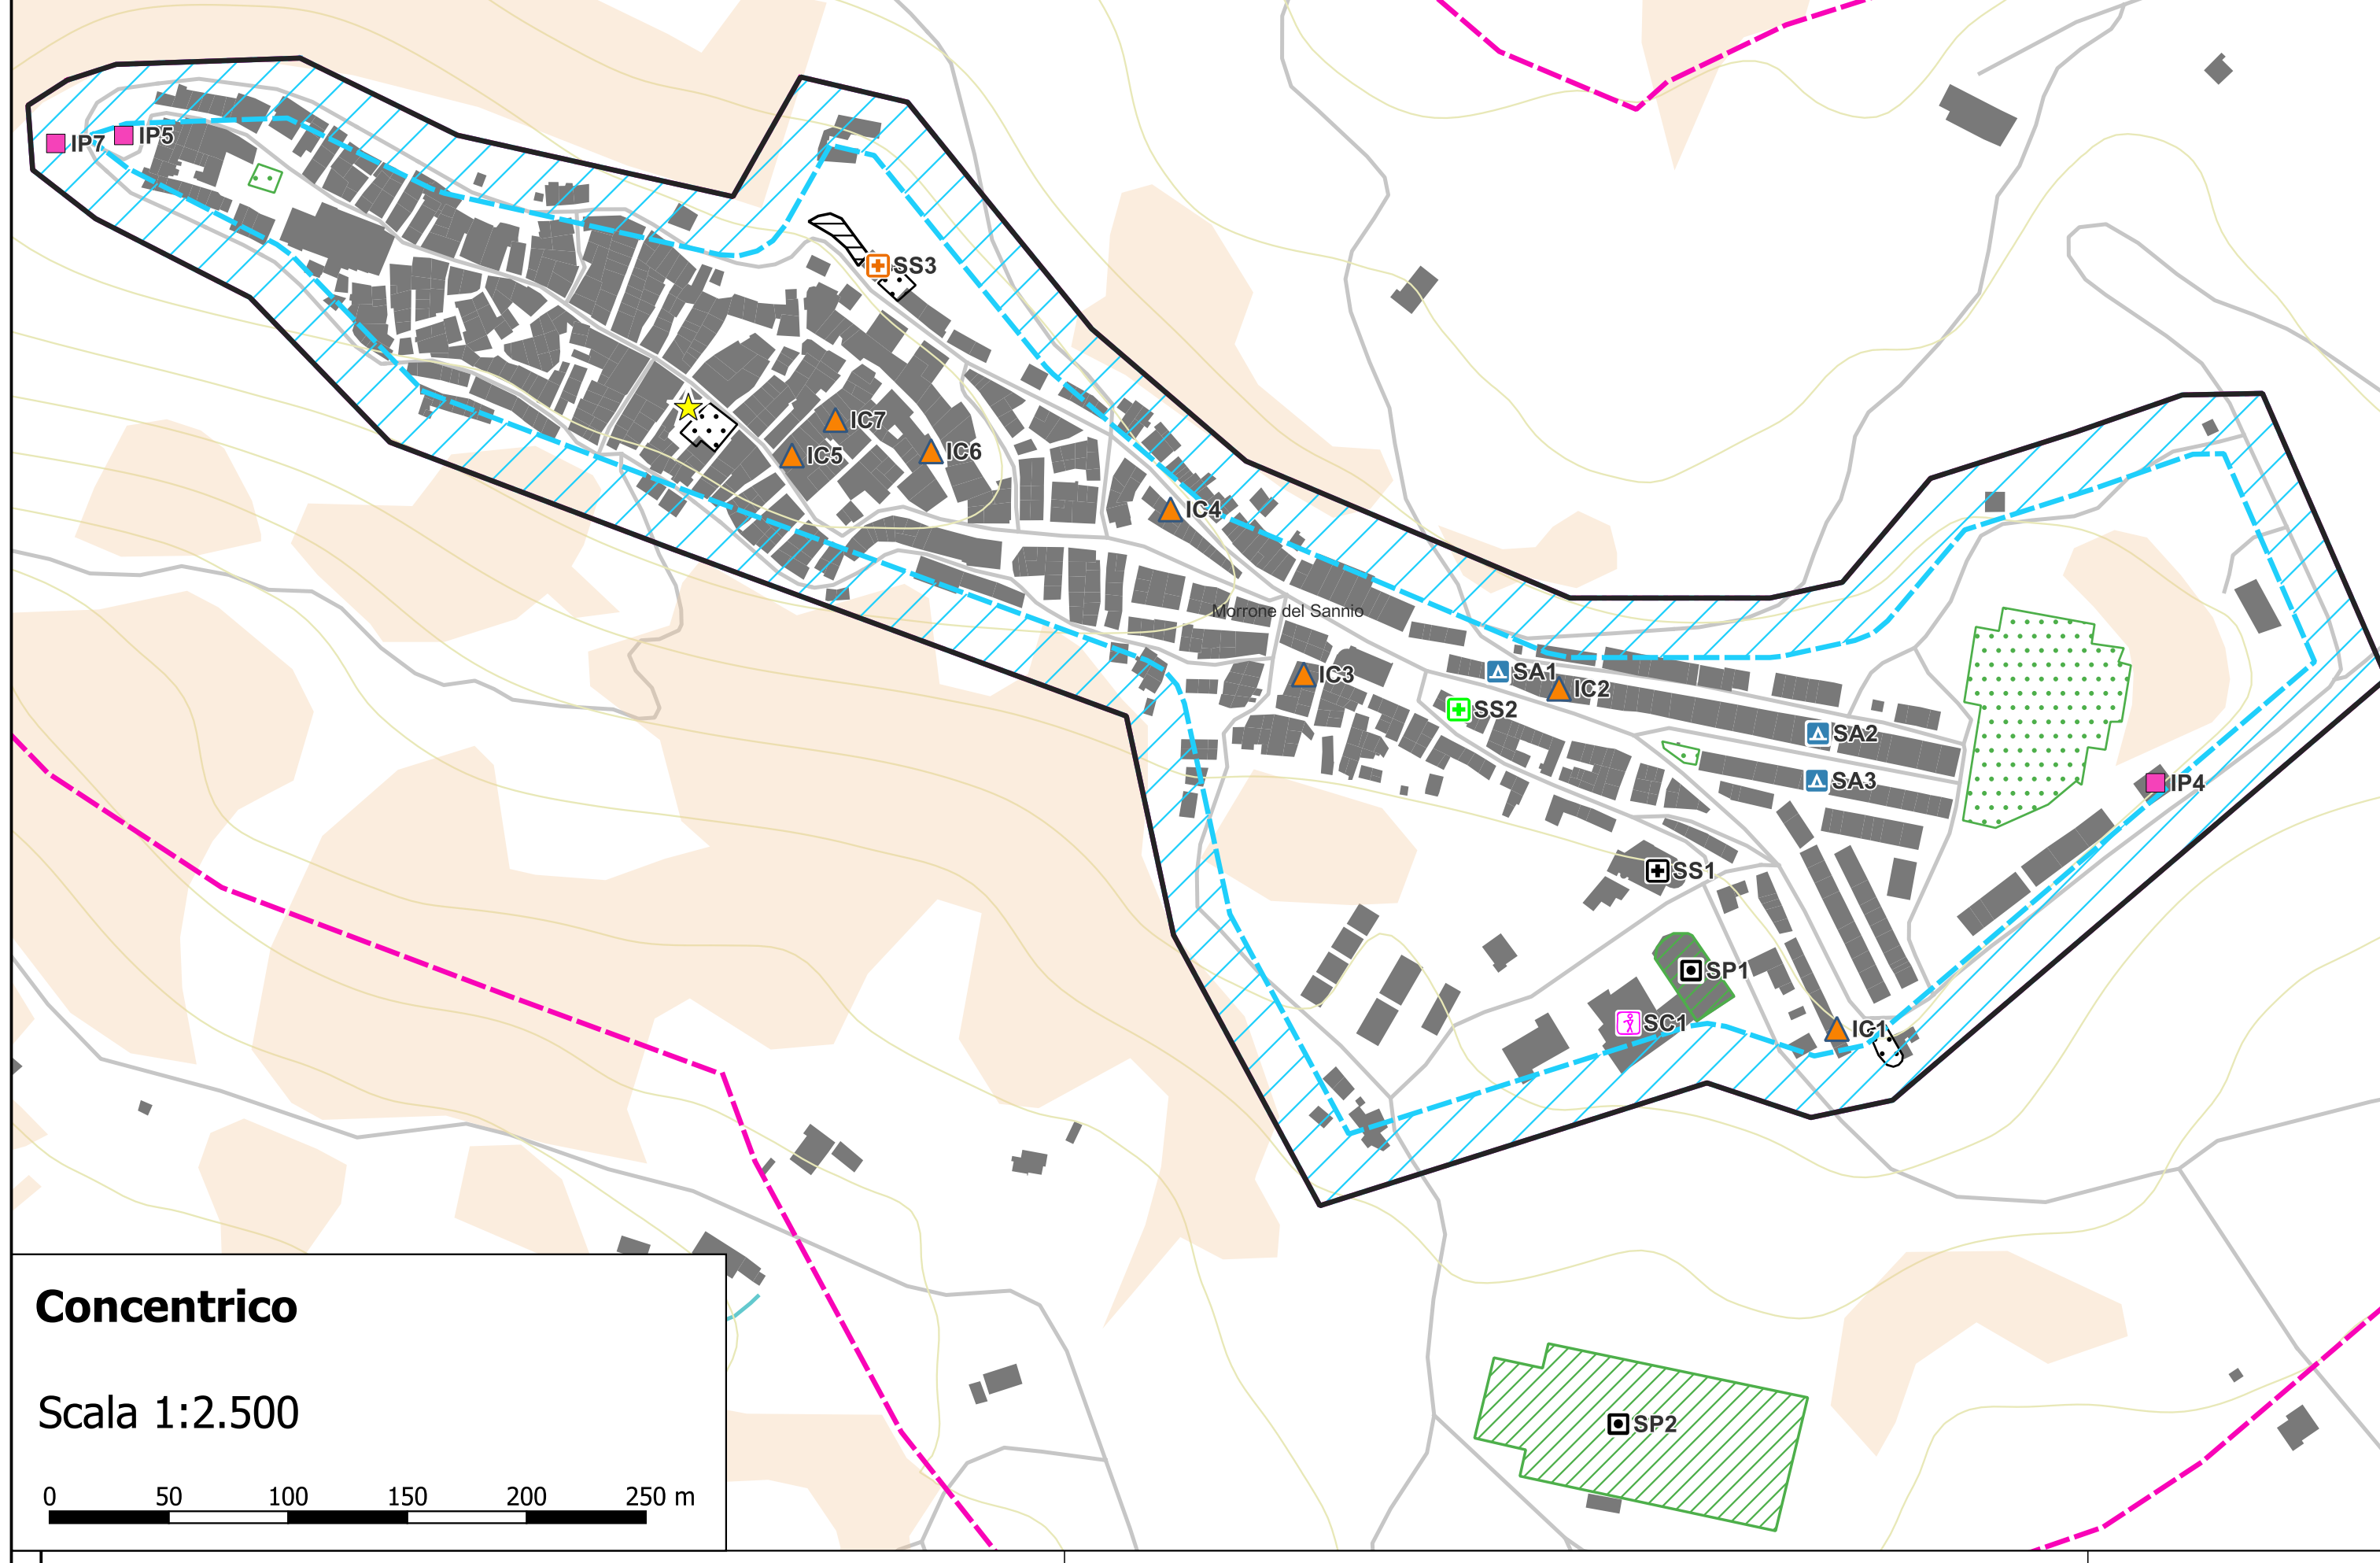 IP7
IP5
SS3
IC7
IC5
IC6
IC4
Morrone del Sannio
IC3
SA1
IC2
SS2
SA2
SA3
IP4
SS1
SP1
SC1
IC1
SP2
Concentrico
Scala 1:2.500
0 50 100 150 200 250 m